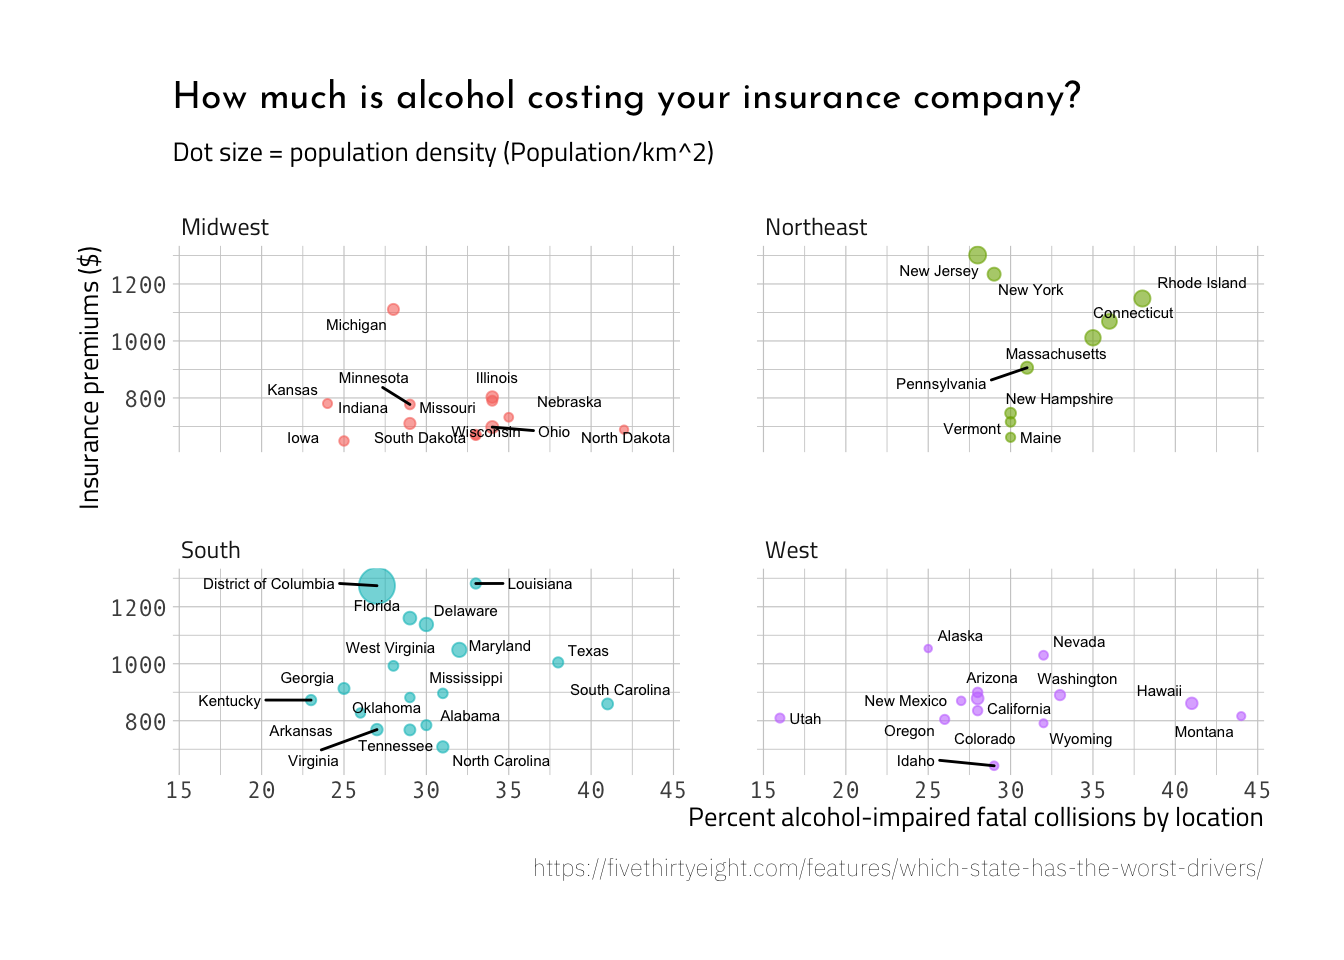 How much is alcohol costing your insurance company?
Dot size = population density (Population/km^2)
Insurance premiums ($)
Midwest
1200
1000
800
Michigan
Minnesota
Illinois
Kansas
Indiana
Missouri
Nebraska
Iowa
South Dakota
Wisconsin
Ohio
North Dakota
Northeast
New Jersey
New York
Rhode Island
Connecticut
Massachusetts
Pennsylvania
New Hampshire
Vermont
Maine
South
1200
1000
800
District of Columbia
Louisiana
Florida
Delaware
West Virginia
Maryland
Texas
Georgia
Mississippi
South Carolina
Kentucky
Oklahoma
Alabama
Arkansas
Tennessee
Virginia
North Carolina
15 20 25 30 35 40 45
West
Alaska
Nevada
Arizona
Washington
Hawaii
New Mexico
California
Utah
Oregon
Colorado
Wyoming
Montana
Idaho
15 20 25 30 35 40 45
Percent alcohol-impaired fatal collisions by location
https://fivethirtyeight.com/features/which-state-has-the-worst-drivers/